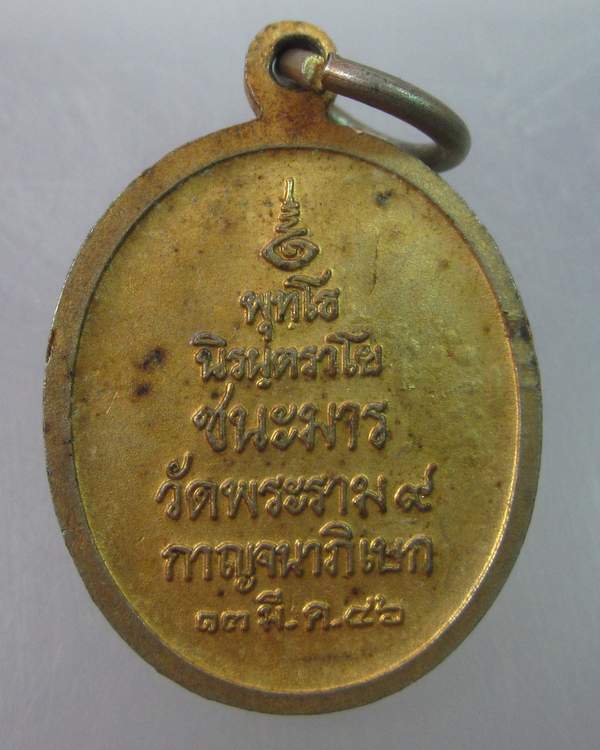 พุทโธ
นิรนฺตราโย
ชนะมาร
วัดพระราม ๙
กาญจนาภิเษก
๑๓ มี.ค.๔๖